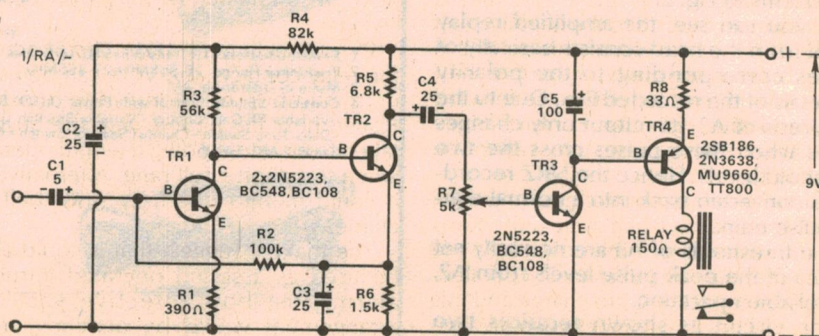 1/RA/-
R4
82k
+
R3
56k
R5
6.8k
C4
25
+
C5
100
+
R8
33Ω
C2
25
+
-
TR1
TR2
TR3
TR4
C1
-
+
B
C
E
2x2N5223,
BC548,BC108
B
C
E
R7
5k
B
C
E
2N5223,
BC548,
BC108
B
E
C
2SB186,
2N3638,
MU9660,
TT800
9V
R2
100k
R1
390Ω
C3
25
+
R6
1.5k
RELAY
150Ω